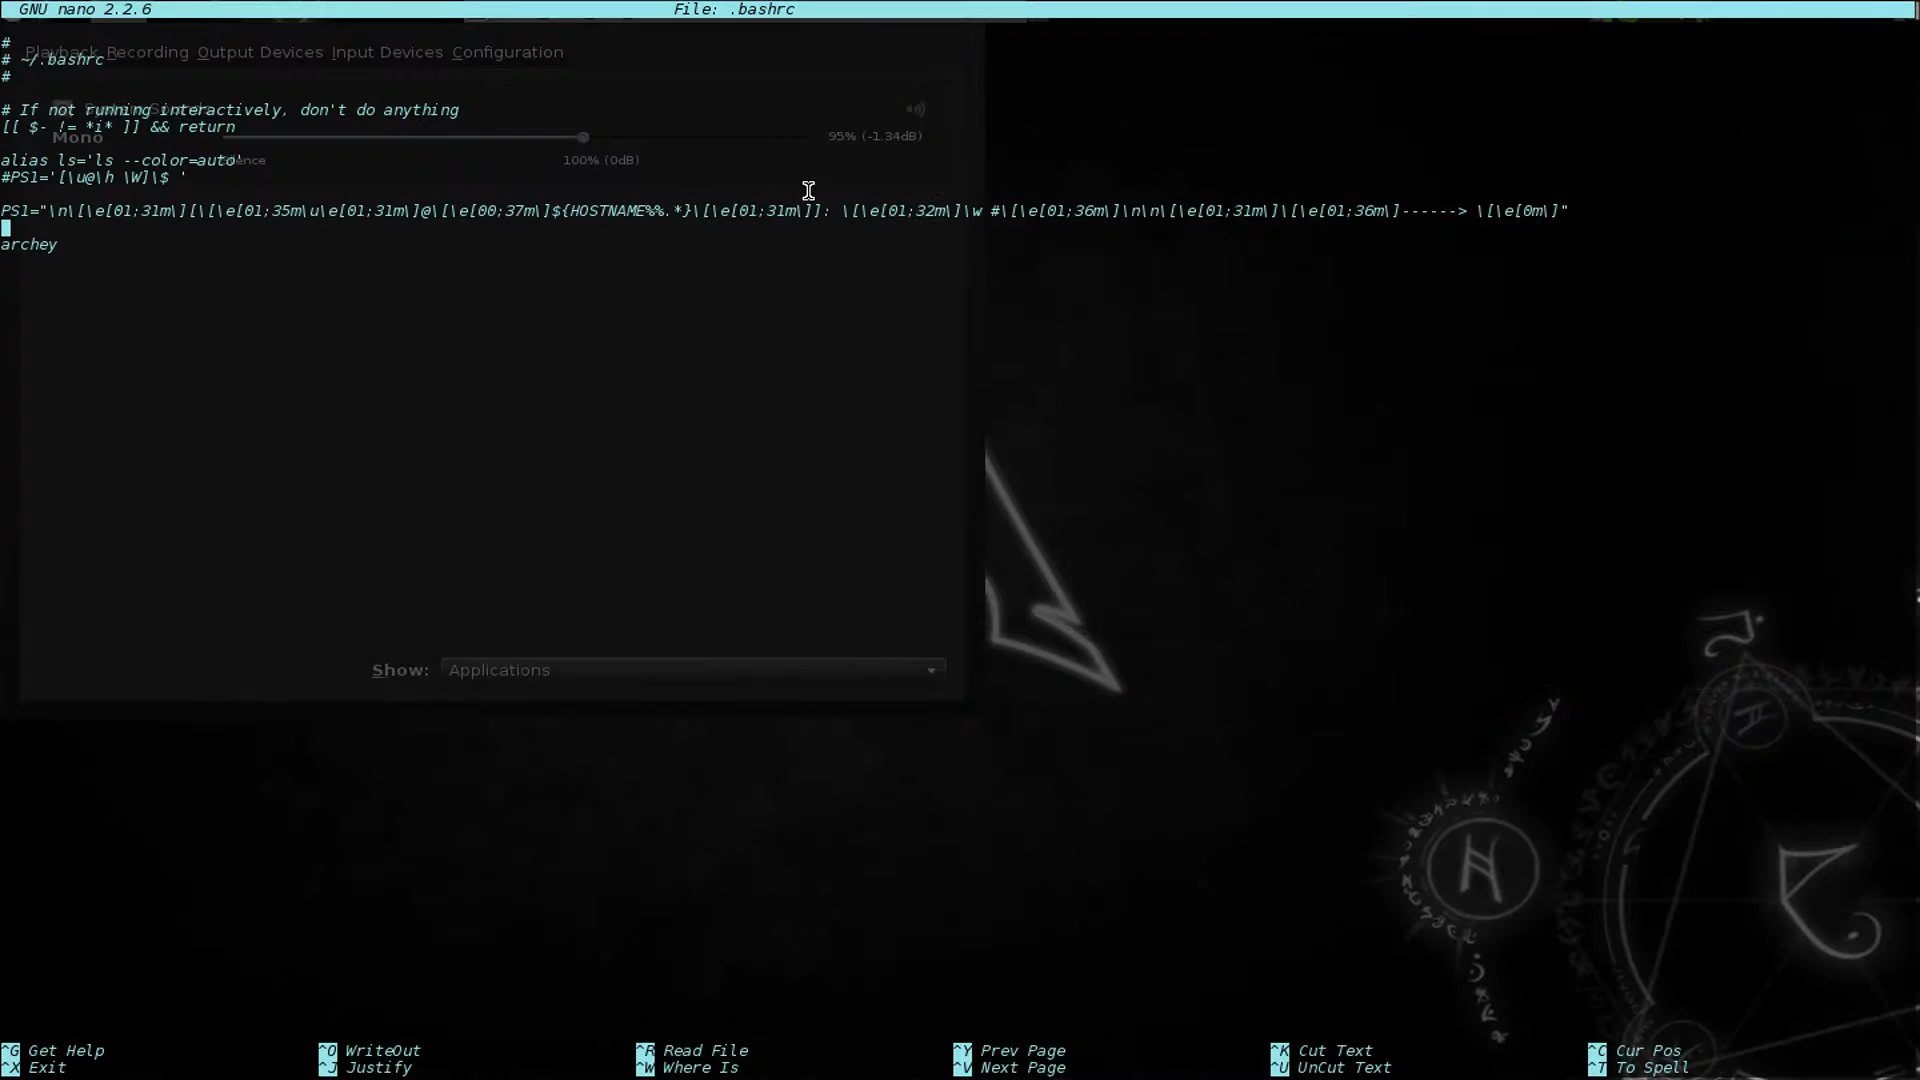 GNU nano 2.2.6 File: .bashrc
#
Playback Recording Output Devices Input Devices Configuration
# ~/.bashrc
#
# If not running interactively, don't do anything
[[ $- != *i* ]] && return
Mono 95% (-1.34dB)
alias ls='ls --color=auto'
Silence 100% (0dB)
#PS1='[\u@\h \W]\$ '
PS1="\n\[\e[01;31m\][\[\e[01;35m\u\e[01;31m\]@\[\e[00;37m\]${HOSTNAME%%.*}\[\e[01;31m\]]: \[\e[01;32m\]\w #\[\e[01;36m\]\n\n\[\e[01;31m\]\[\e[01;36m\]------> \[\e[0m\]"
archey
Show: Applications
^G Get Help ^O WriteOut ^R Read File ^Y Prev Page ^K Cut Text ^C Cur Pos
^X Exit ^J Justify ^W Where Is ^V Next Page ^U UnCut Text ^T To Spell